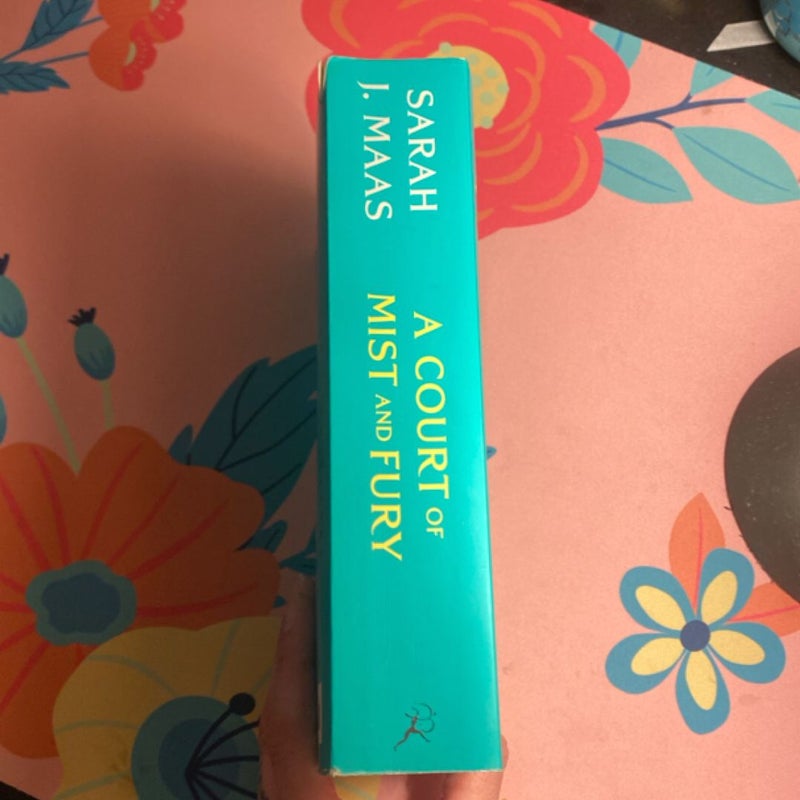 SARAH
J. MAAS
A COURT OF
MIST AND FURY